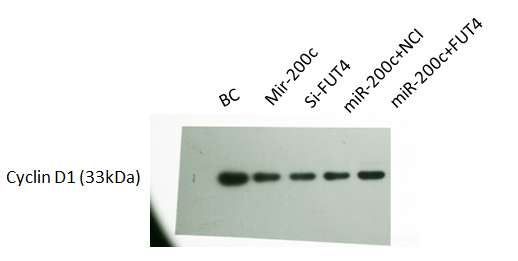 BC
Mir-200c
Si-FUT4
miR-200c+NCI
miR-200c+FUT4
Cyclin D1 (33kDa)